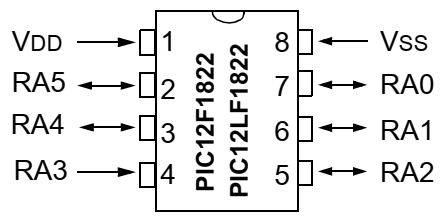 VDD 1 8 VSS
RA5 2 7 RA0
RA4 3 6 RA1
RA3 4 5 RA2
PIC12F1822
PIC12LF1822